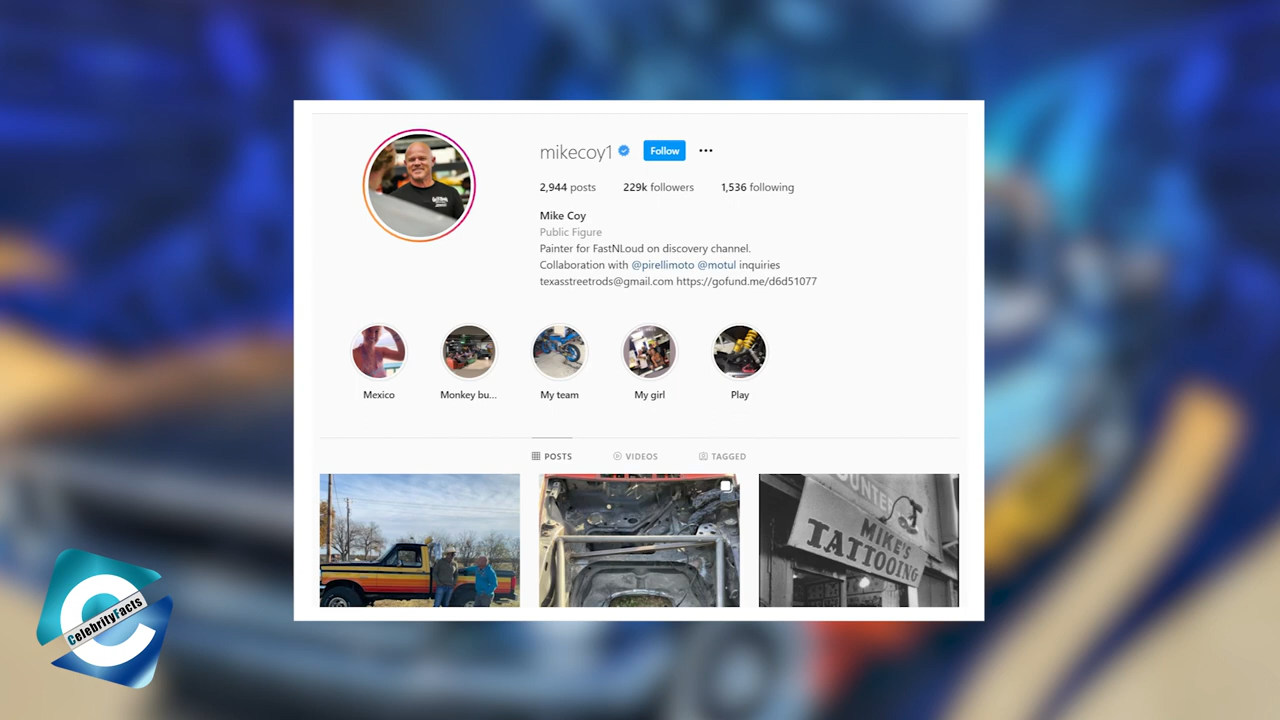 mikecoy1 Follow
2,944 posts 229k followers 1,536 following
Mike Coy
Public Figure
Painter for FastNLoud on discovery channel.
Collaboration with @pirellimoto @motul inquiries
texasstreetrods@gmail.com https://gofund.me/d6d51077
Mexico Monkey bu... My team My girl Play
POSTS VIDEOS TAGGED
MIKE'S
TATTOOING
CelebrityFacts